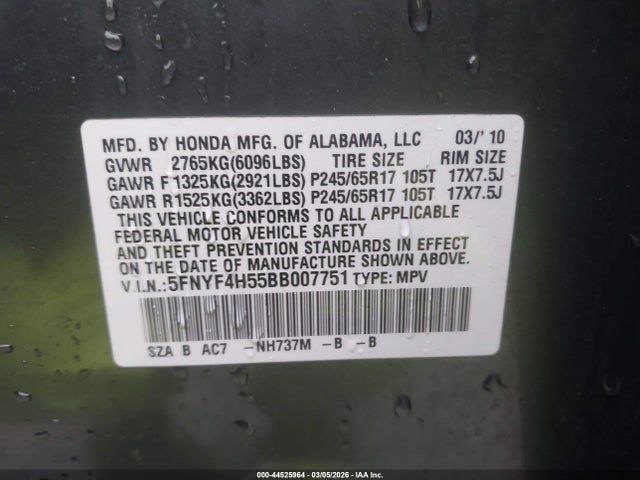 MFD. BY HONDA MFG. OF ALABAMA, LLC 03/' 10
GVWR 2765KG(6096LBS) TIRE SIZE RIM SIZE
GAWR F1325KG(2921LBS) P245/65R17 105T 17X7.5J
GAWR R1525KG(3362LBS) P245/65R17 105T 17X7.5J
THIS VEHICLE CONFORMS TO ALL APPLICABLE
FEDERAL MOTOR VEHICLE SAFETY
AND THEFT PREVENTION STANDARDS IN EFFECT
ON THE DATE OF MANUFACTURE SHOWN ABOVE.
V.I.N.:5FNYF4H55BB007751 TYPE: MPV
SZA B AC7 -NH737M -B -B
000-44525964 - 03/05/2026 - IAA Inc.